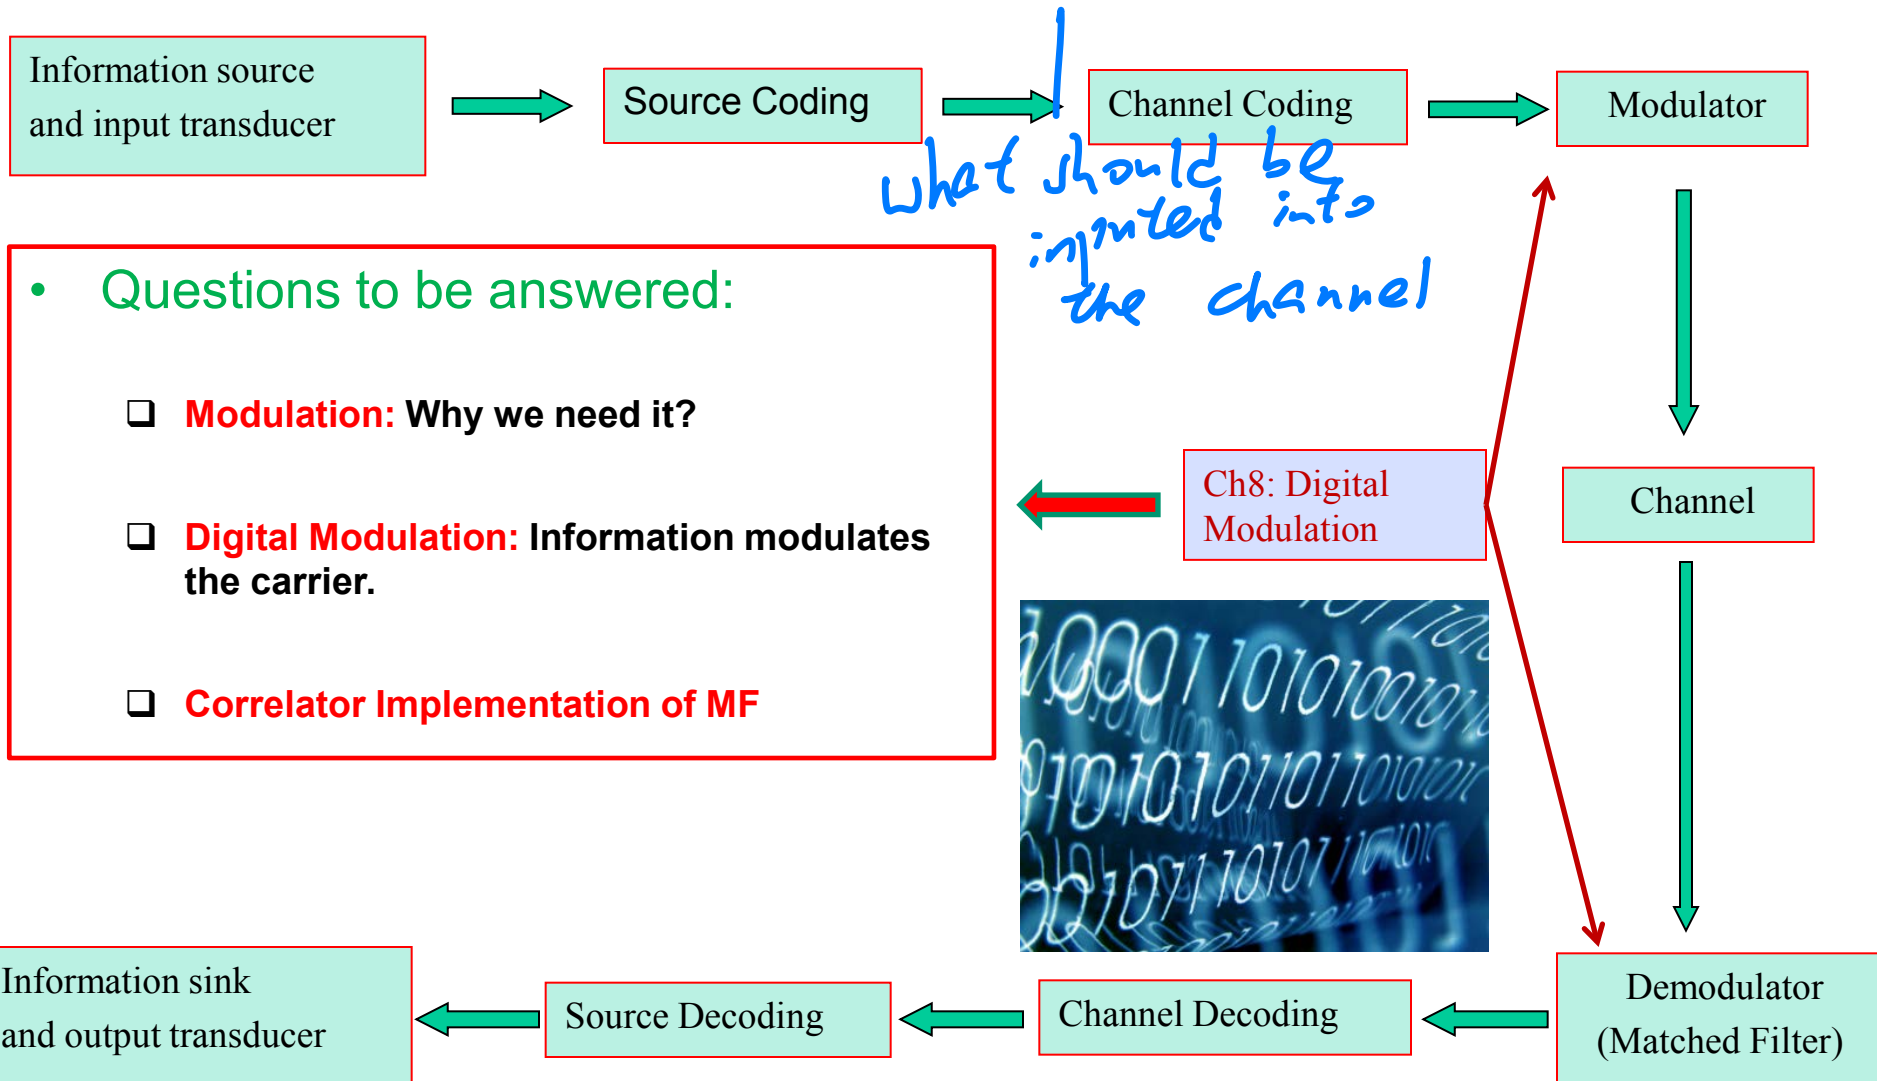 Information source
and input transducer
Source Coding
Channel Coding
Modulator
what should be
inputed into
the channel
• Questions to be answered:
❑ Modulation: Why we need it?
❑ Digital Modulation: Information modulates
the carrier.
❑ Correlator Implementation of MF
Ch8: Digital
Modulation
Channel
Information sink
and output transducer
Source Decoding
Channel Decoding
Demodulator
(Matched Filter)